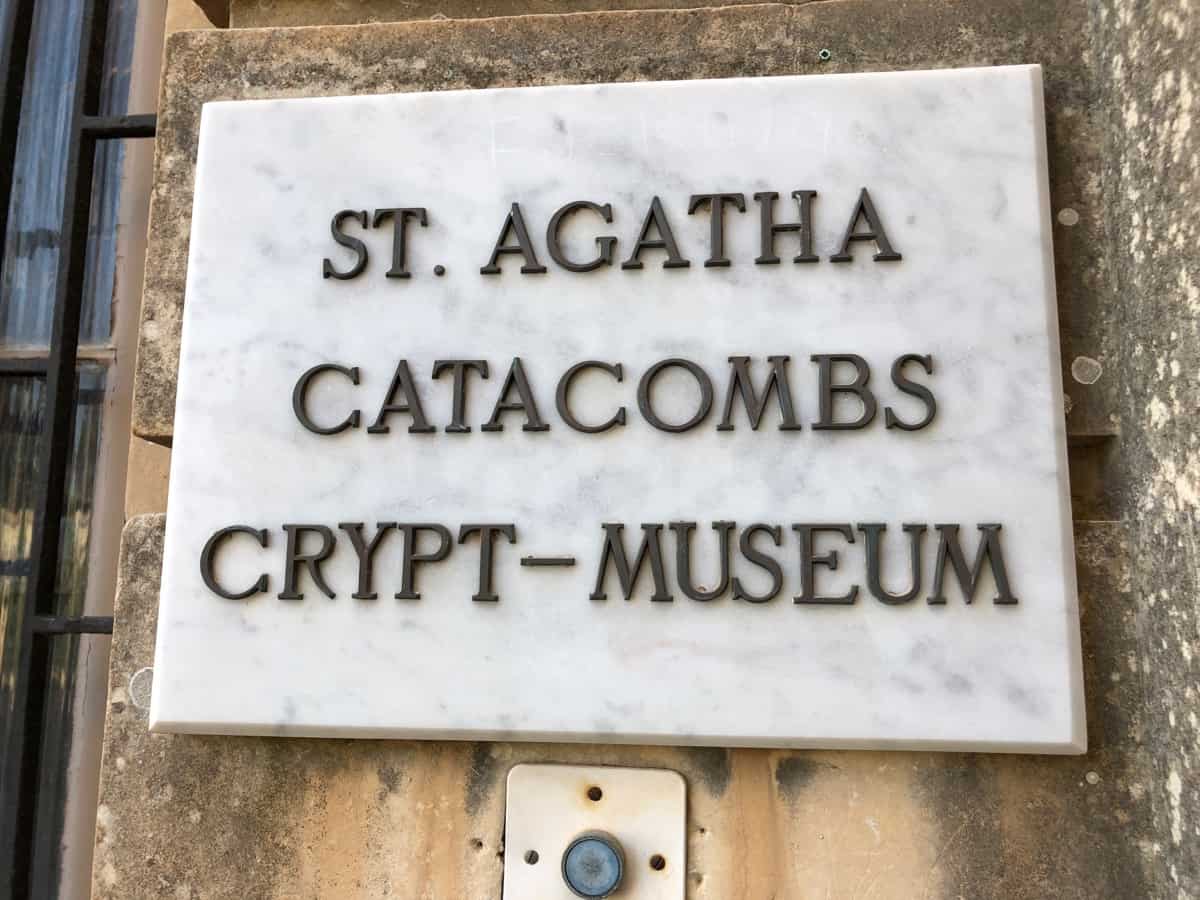 ST. AGATHA
CATACOMBS
CRYPT–MUSEUM